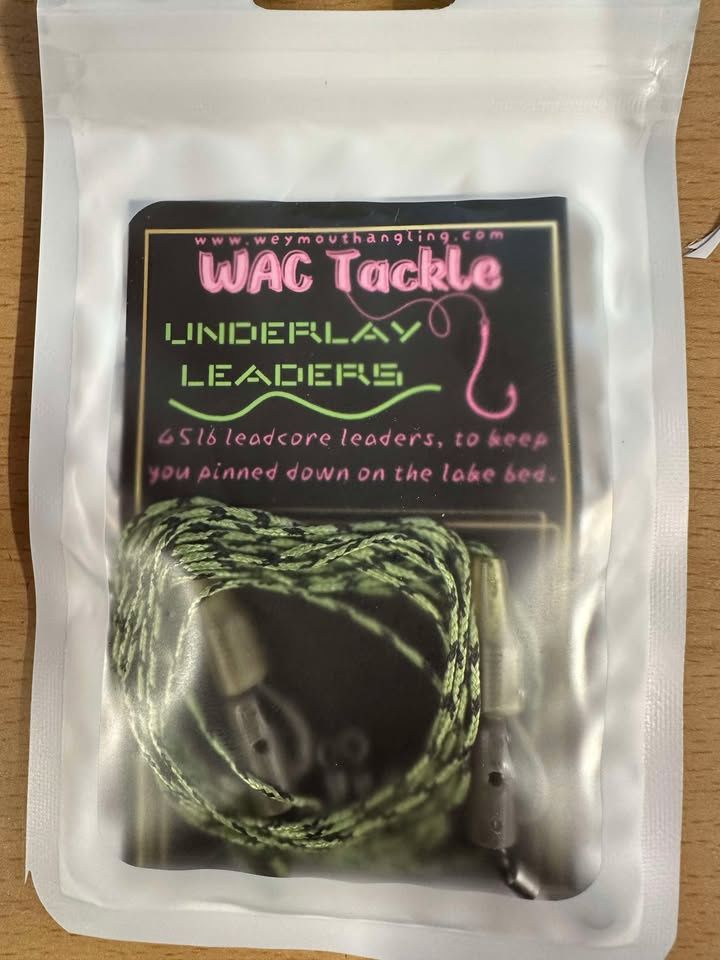 www.weymouthangling.com
WAC Tackle
UNDERLAY
LEADERS
65lb leadcore leaders, to keep
you pinned down on the lake bed.